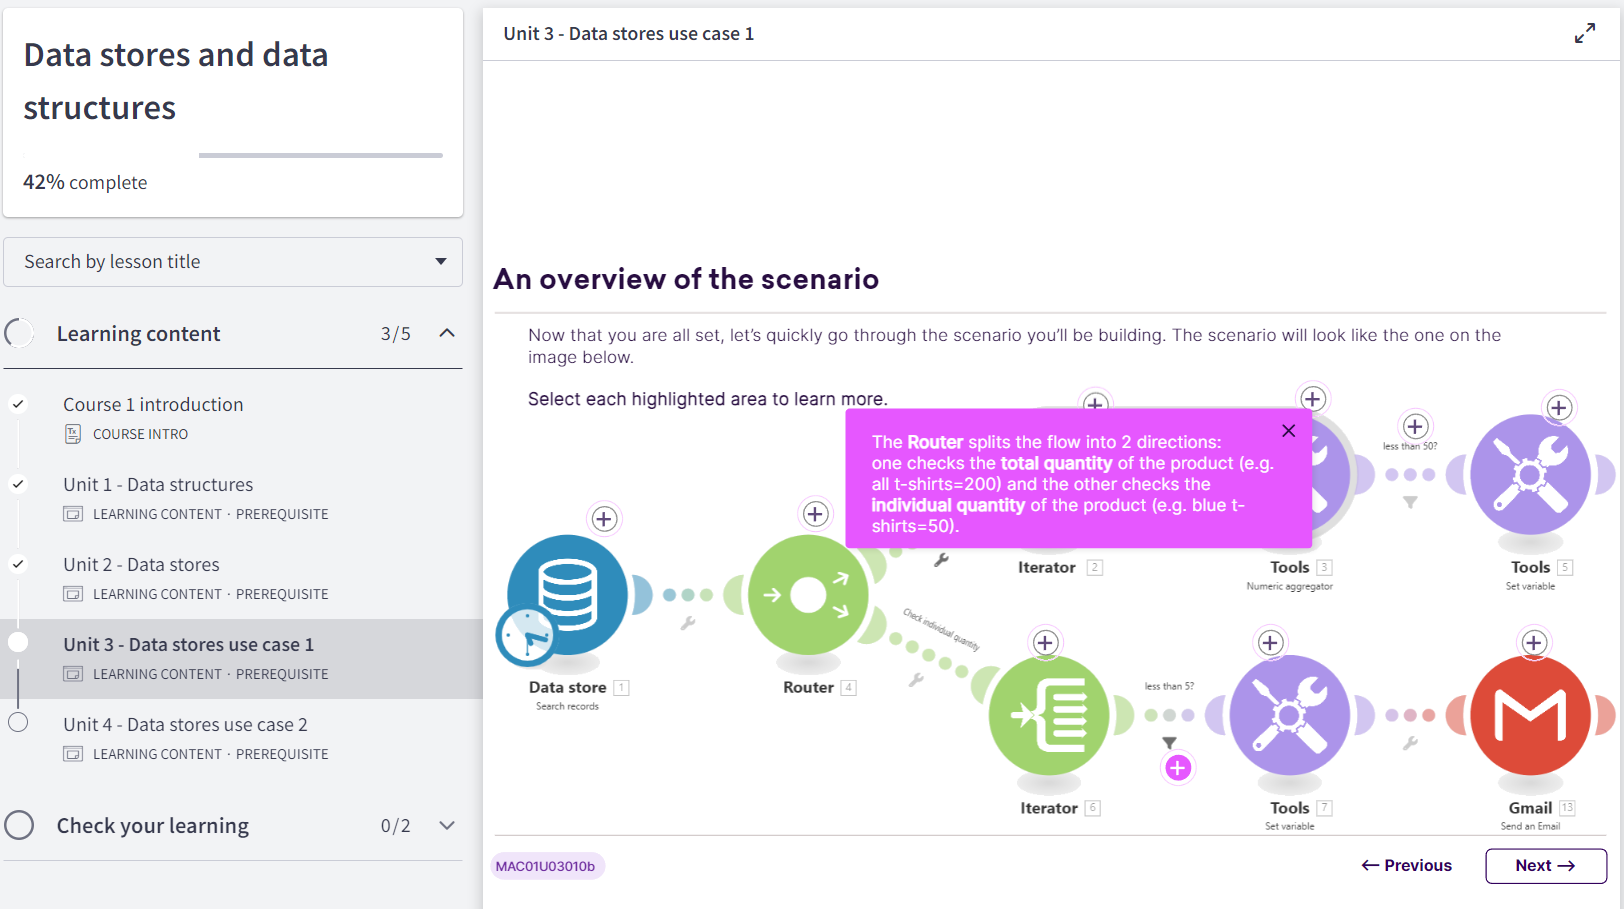 Data stores and data
structures
42% complete
Search by lesson title
Learning content 3/5
Course 1 introduction
COURSE INTRO
Unit 1 - Data structures
LEARNING CONTENT · PREREQUISITE
Unit 2 - Data stores
LEARNING CONTENT · PREREQUISITE
Unit 3 - Data stores use case 1
LEARNING CONTENT · PREREQUISITE
Unit 4 - Data stores use case 2
LEARNING CONTENT · PREREQUISITE
Check your learning 0/2
Unit 3 - Data stores use case 1
An overview of the scenario
Now that you are all set, let's quickly go through the scenario you'll be building. The scenario will look like the one on the
image below.
Select each highlighted area to learn more.
The Router splits the flow into 2 directions:
one checks the total quantity of the product (e.g.
all t-shirts=200) and the other checks the
individual quantity of the product (e.g. blue t-
shirts=50).
less than 50?
Iterator 2
Tools 3
Numeric aggregator
Tools 5
Set variable
Data store 1
Search records
Router 4
Check individual quantity
less than 5?
Iterator 6
Tools 7
Set variable
Gmail 13
Send an Email
MAC01U03010b
← Previous
Next →